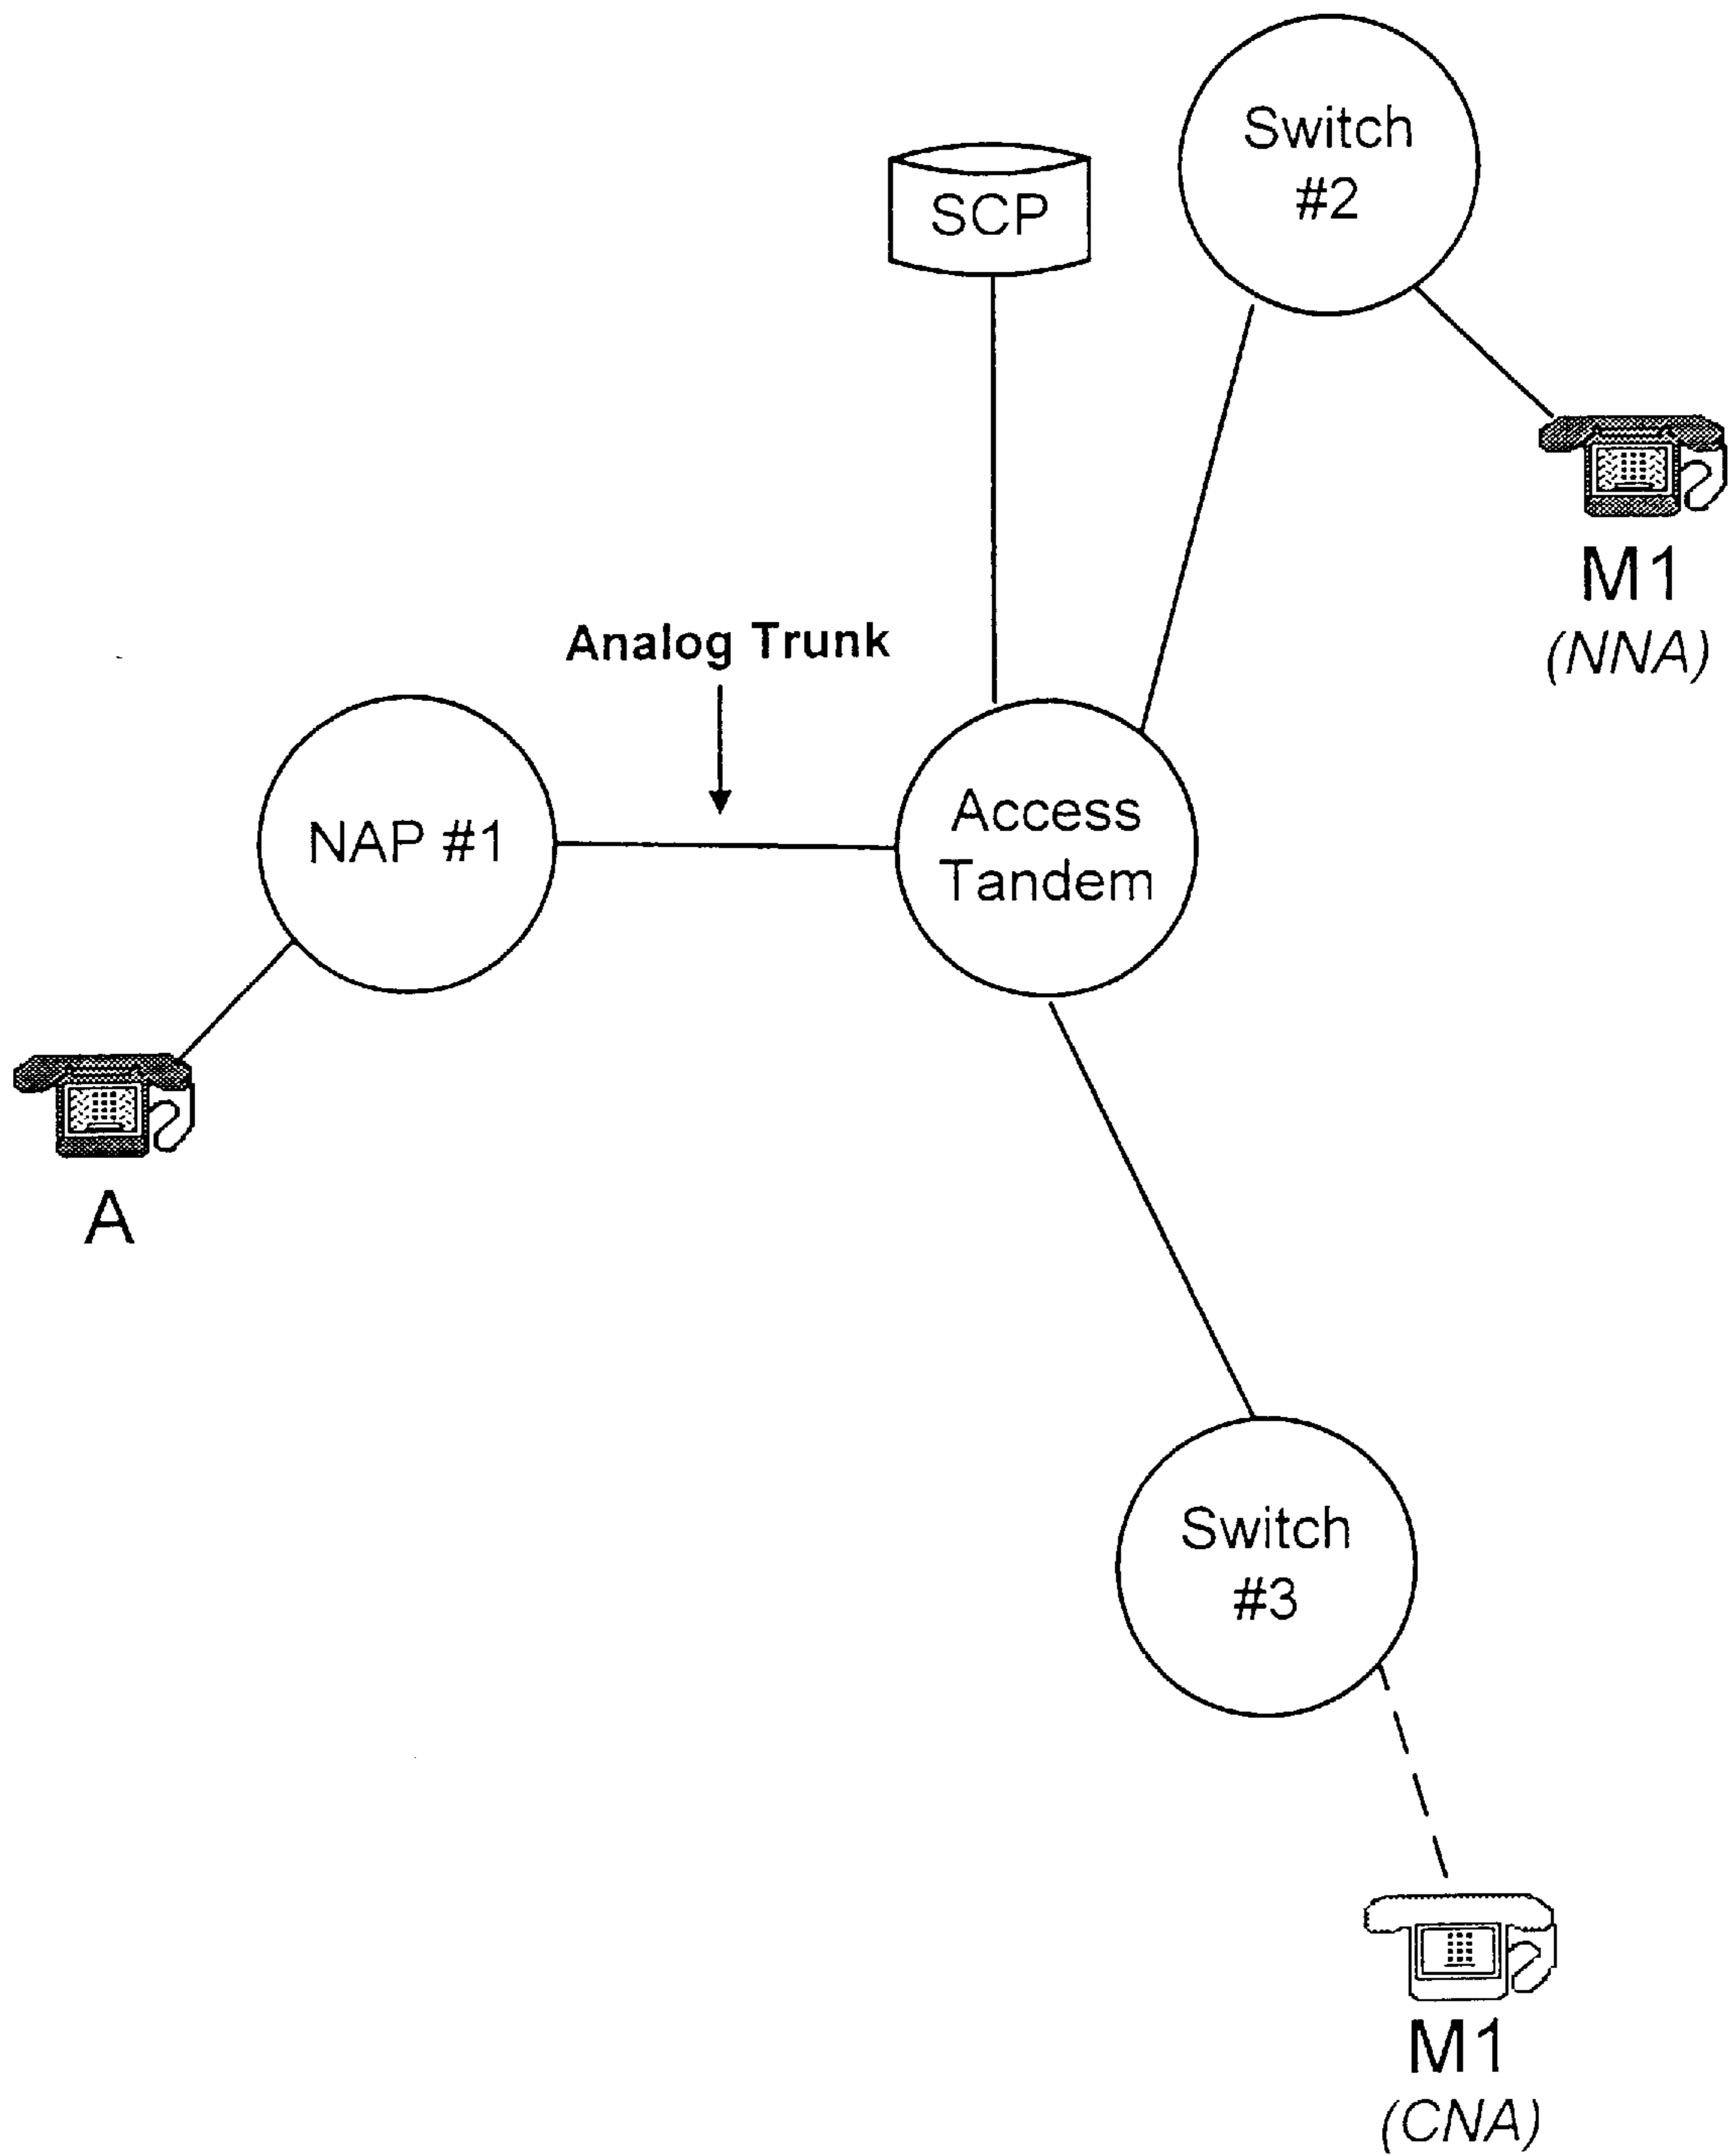 Switch
#2
SCP
M1
(NNA)
Analog Trunk
NAP #1
Access
Tandem
A
Switch
#3
M1
(CNA)